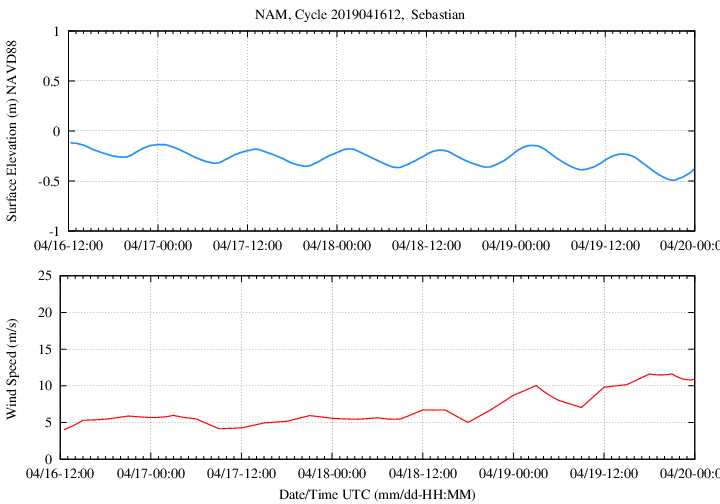 NAM, Cycle 2019041612, Sebastian
Surface Elevation (m) NAVD88
1
0.5
0
-0.5
-1
04/16-12:00 04/17-00:00 04/17-12:00 04/18-00:00 04/18-12:00 04/19-00:00 04/19-12:00 04/20-00:0
Wind Speed (m/s)
25
20
15
10
5
0
04/16-12:00 04/17-00:00 04/17-12:00 04/18-00:00 04/18-12:00 04/19-00:00 04/19-12:00 04/20-00:0
Date/Time UTC (mm/dd-HH:MM)